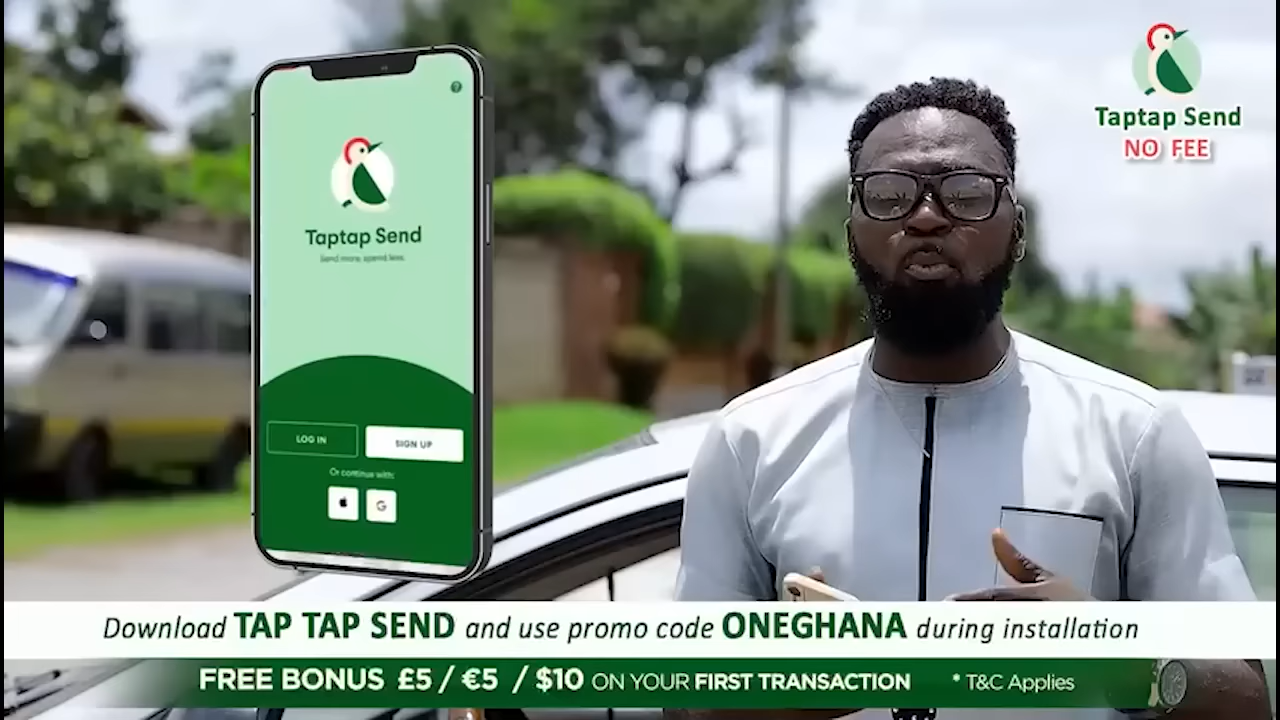 Taptap Send
NO FEE
Taptap Send
Send more, spend less.
LOG IN
SIGN UP
Or continue with:
G
Download TAP TAP SEND and use promo code ONEGHANA during installation
FREE BONUS £5 / €5 / $10 ON YOUR FIRST TRANSACTION * T&C Applies